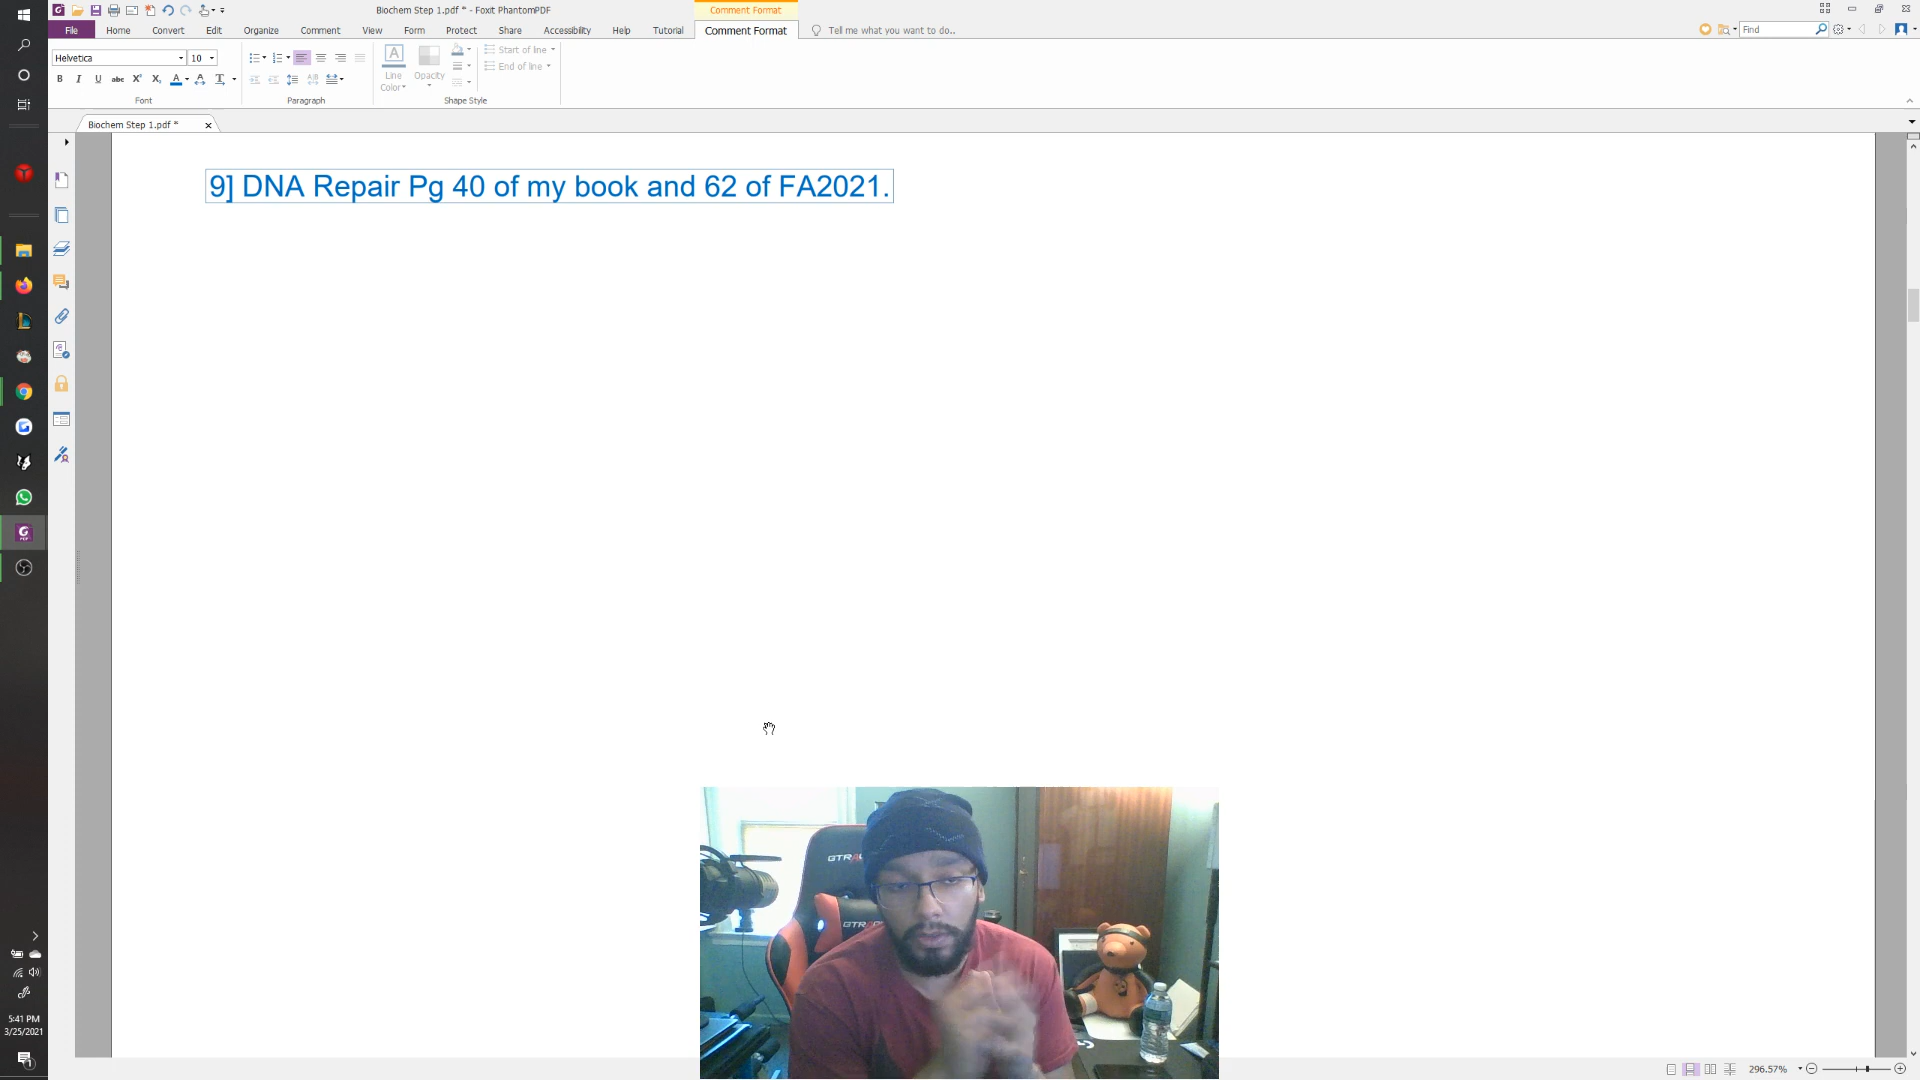 Biochem Step 1.pdf * - Foxit PhantomPDF
Comment Format
File Home Convert Edit Organize Comment View Form Protect Share Accessibility Help Tutorial Comment Format Tell me what you want to do.. Find
Helvetica 10
Line Color
Opacity
Start of line
End of line
Font Paragraph Shape Style
Biochem Step 1.pdf *
9] DNA Repair Pg 40 of my book and 62 of FA2021.
GTRA
GTRA
5:41 PM
3/25/2021
296.57%